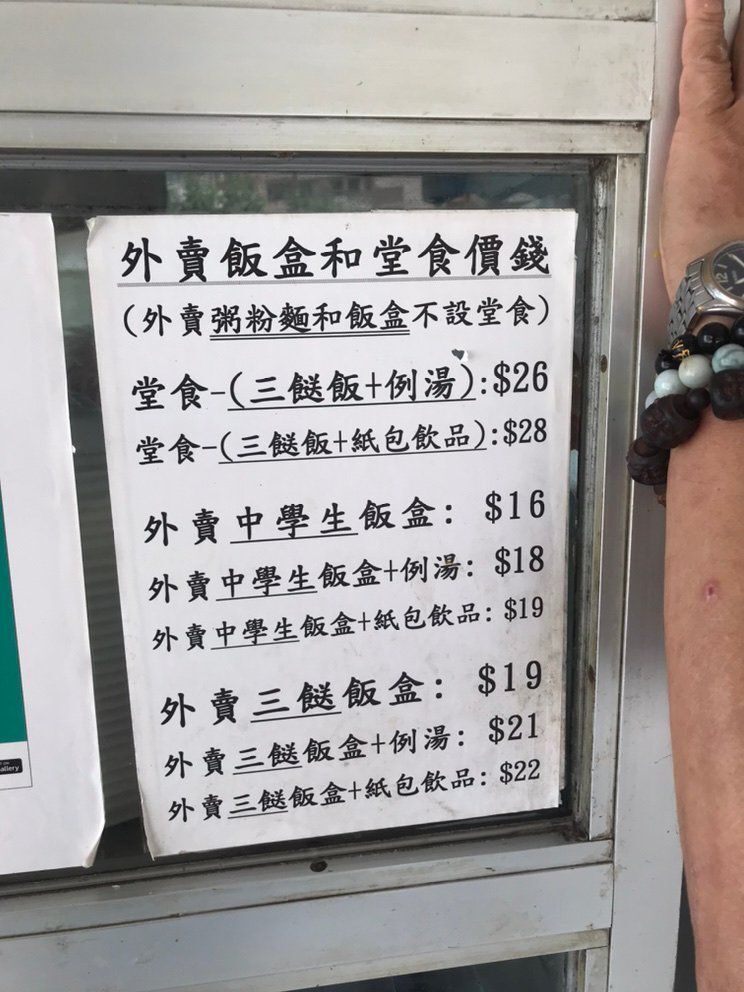 外賣飯盒和堂食價錢
(外賣粥粉麵和飯盒不設堂食)
堂食-(三餸飯+例湯):$26
堂食-(三餸飯+紙包飲品):$28
外賣中學生飯盒: $16
外賣中學生飯盒+例湯: $18
外賣中學生飯盒+紙包飲品: $19
外賣三餸飯盒: $19
外賣三餸飯盒+例湯: $21
外賣三餸飯盒+紙包飲品: $22